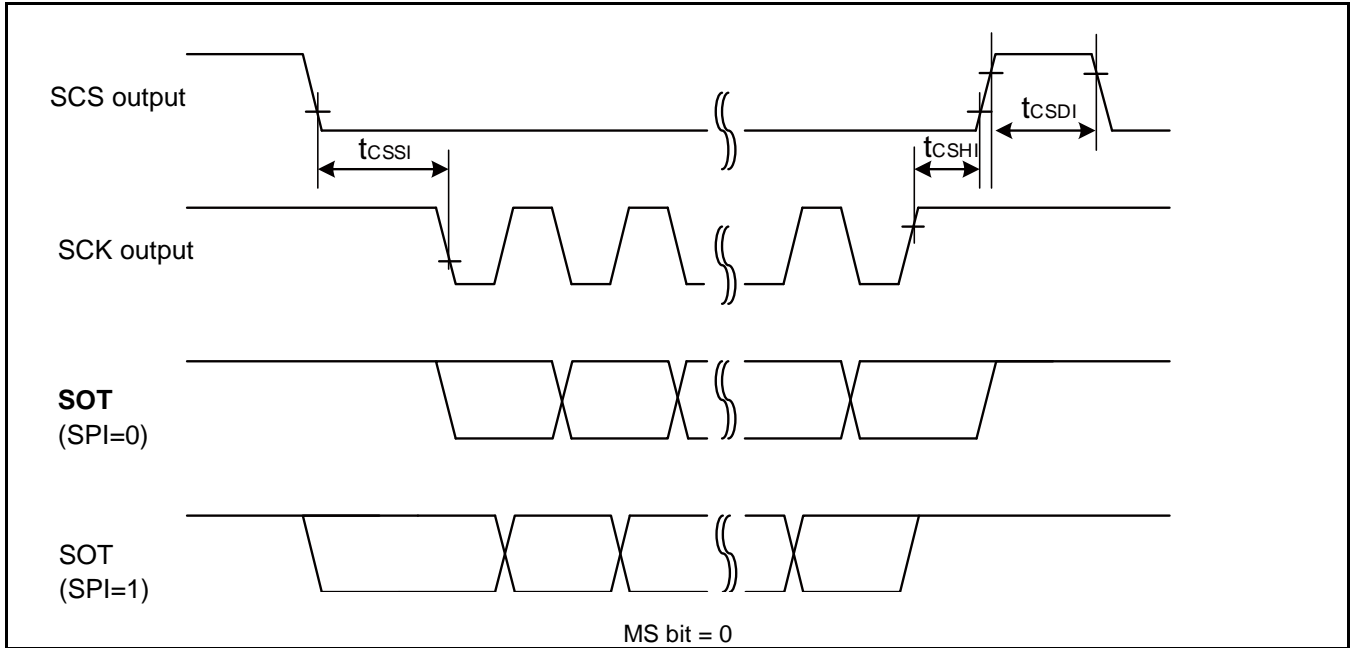 SCS output
tCSDI
tCSSI
tCSHI
SCK output
SOT
(SPI=0)
SOT
(SPI=1)
MS bit = 0